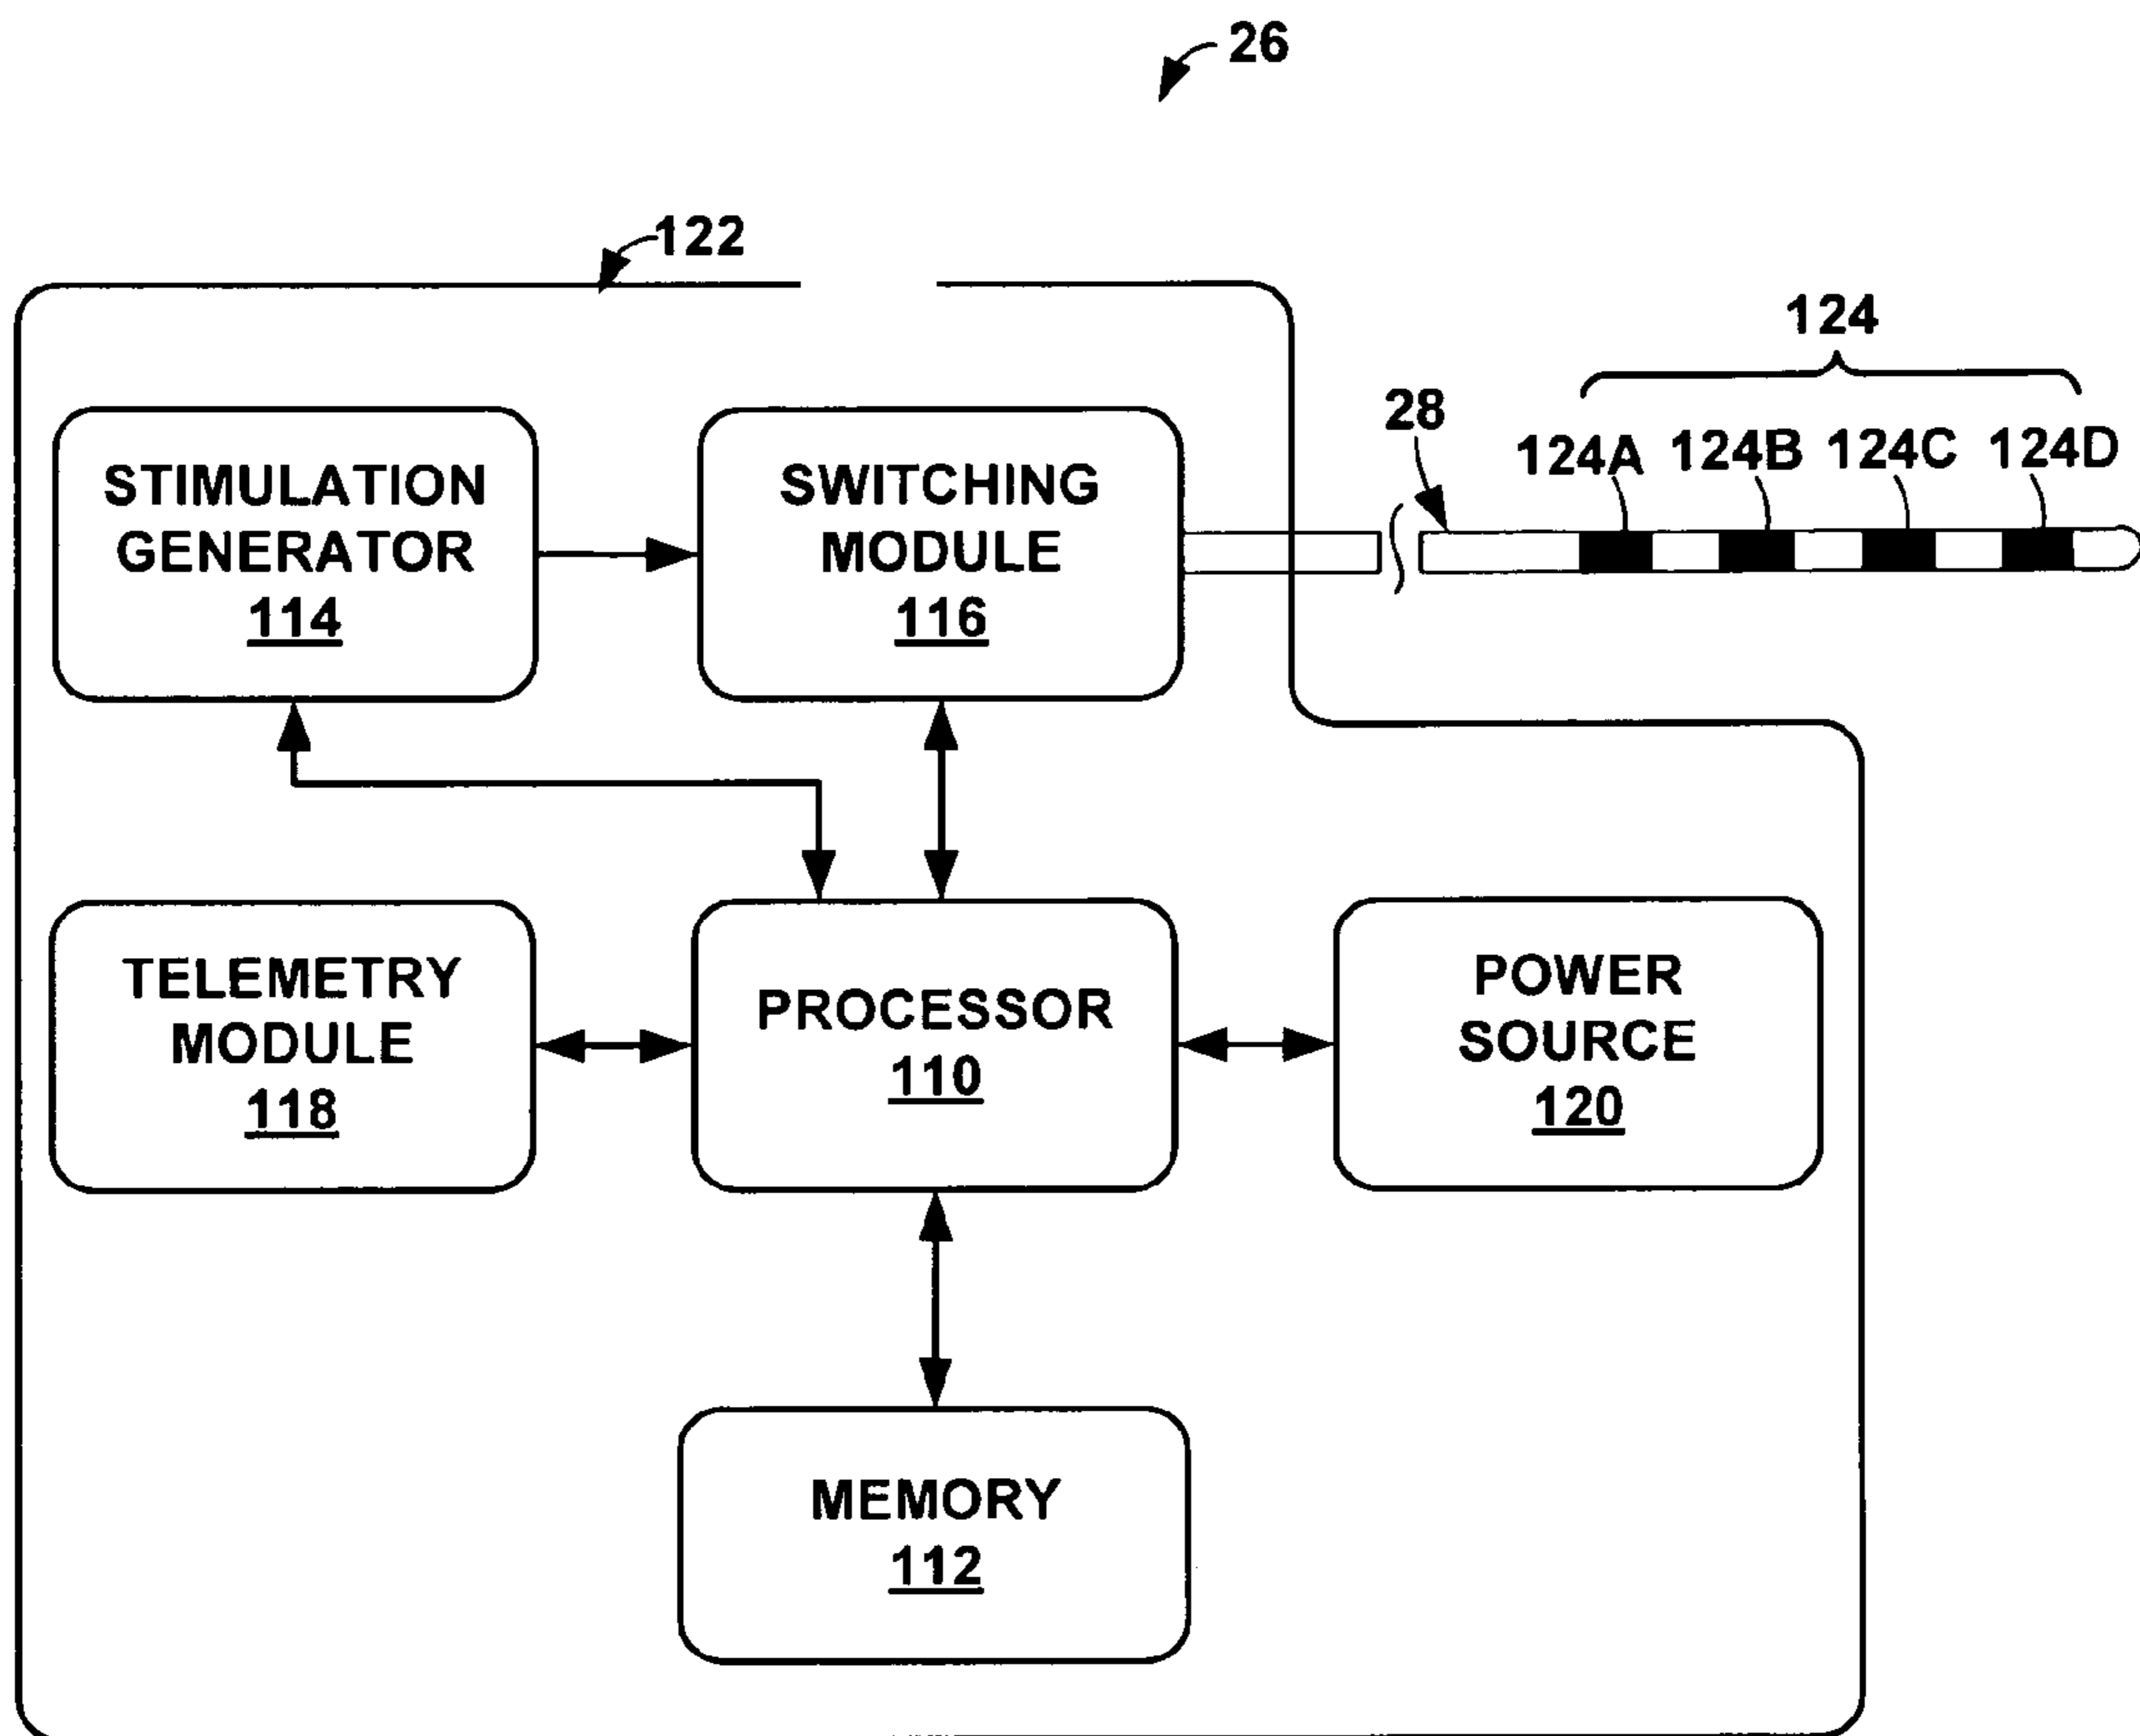 26
122
124
28
124A 124B 124C 124D
STIMULATION
GENERATOR
114
SWITCHING
MODULE
116
TELEMETRY
MODULE
118
PROCESSOR
110
POWER
SOURCE
120
MEMORY
112